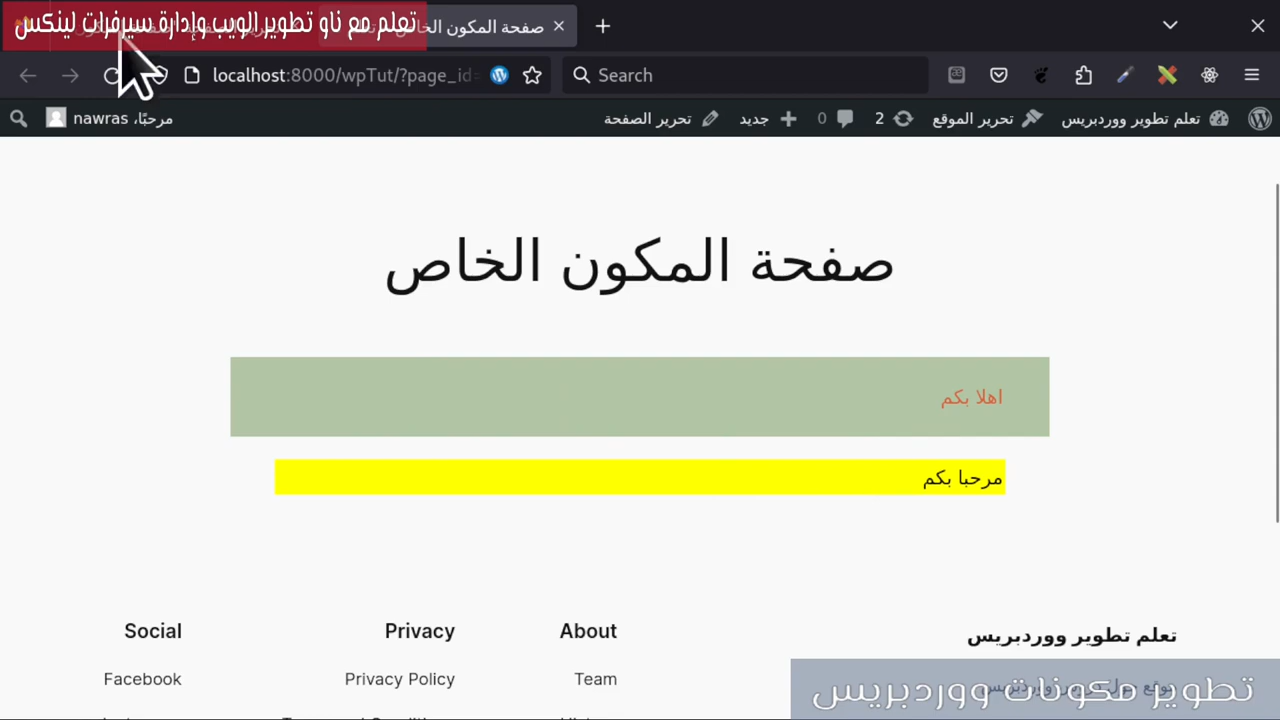 تعلم مع ناو تطوير الويب وإدارة سيرفرات لينكس
صفحة المكون الخاص
localhost:8000/wpTut/?page_id=
Search
تعلم تطوير ووردبريس
تحرير الموقع
2
0
جديد
تحرير الصفحة
مرحبًا، nawras
صفحة المكون الخاص
اهلا بكم
مرحبا بكم
تعلم تطوير ووردبريس
About
Team
Privacy
Privacy Policy
Social
Facebook
تطوير مكونات ووردبريس